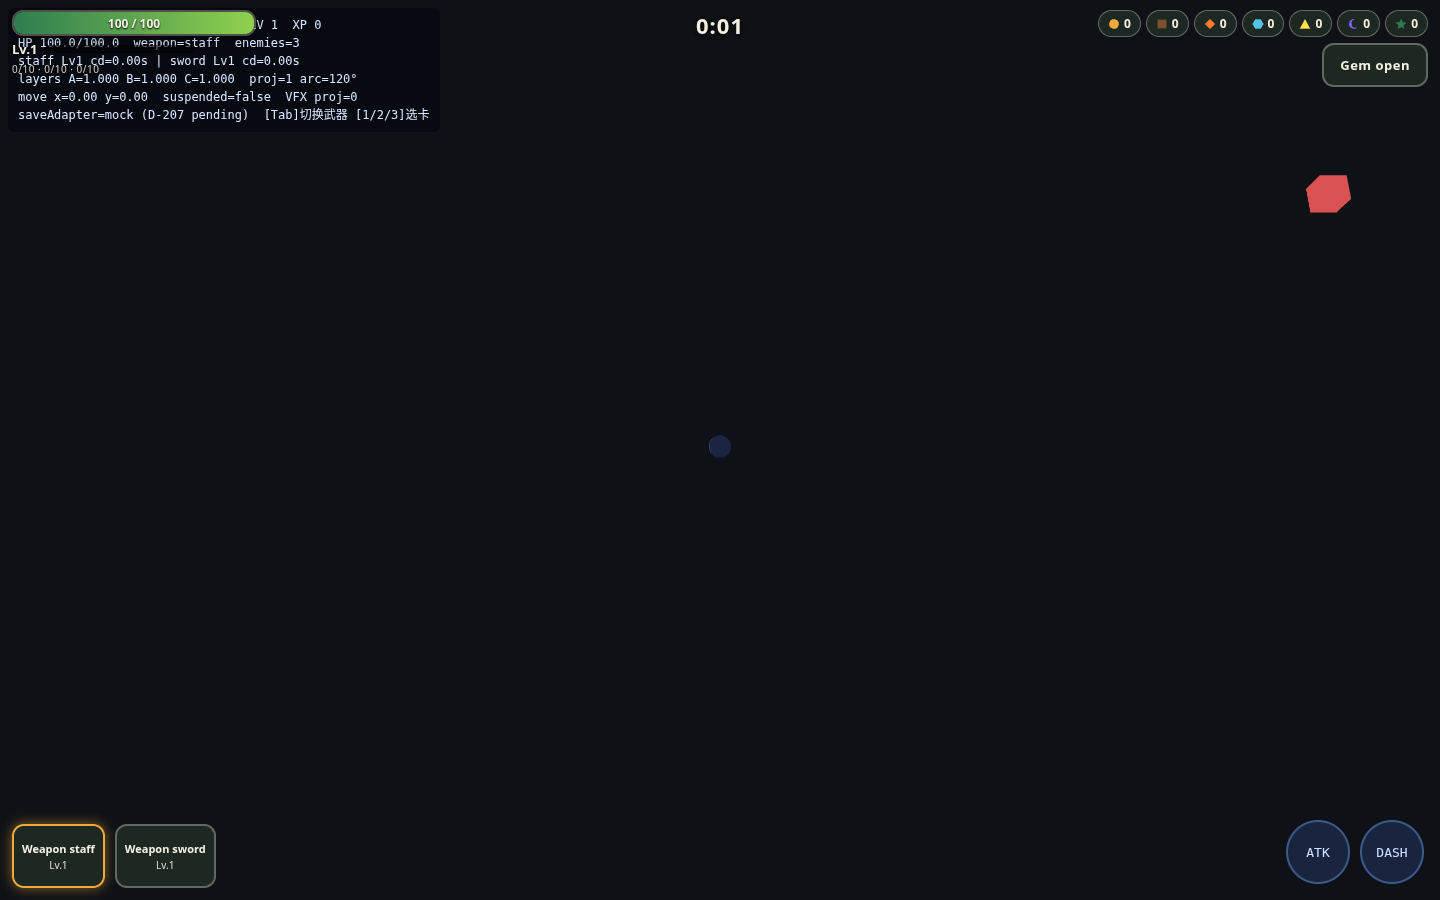 100 / 100
LV 1 XP 0
0:01
0
0
0
0
0
0
0
Gem open
HP 100.0/100.0 weapon=staff enemies=3
Lv.1
staff Lv1 cd=0.00s | sword Lv1 cd=0.00s
0/10 · 0/10 · 0/10
layers A=1.000 B=1.000 C=1.000 proj=1 arc=120°
move x=0.00 y=0.00 suspended=false VFX proj=0
saveAdapter=mock (D-207 pending) [Tab]切换武器 [1/2/3]选卡
Weapon staff
Lv.1
Weapon sword
Lv.1
ATK
DASH